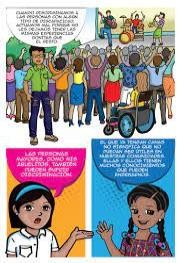 CUANDO DISCRIMINAMOS A
LAS PERSONAS CON ALGÚN
TIPO DE DISCAPACIDAD
ACTUAMOS MAL PORQUE NO
LES DEJAMOS TENER LAS
MISMAS EXPERIENCIAS
BONITAS QUE
EL RESTO.
LAS PERSONAS
MAYORES, COMO MIS
ABUELITOS, TAMBIÉN
PUEDEN SUFRIR
DISCRIMINACIÓN.
EL QUE YA TENGAN CANAS
NO SIGNIFICA QUE NO
PUEDAN SER ÚTILES EN
NUESTRAS COMUNIDADES.
ELLAS Y ELLOS TIENEN
MUCHOS CONOCIMIENTOS
QUE PUEDEN
ENSEÑARNOS.